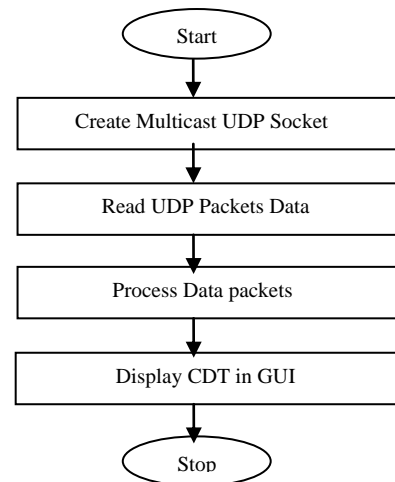 Start
Create Multicast UDP Socket
Read UDP Packets Data
Process Data packets
Display CDT in GUI
Stop